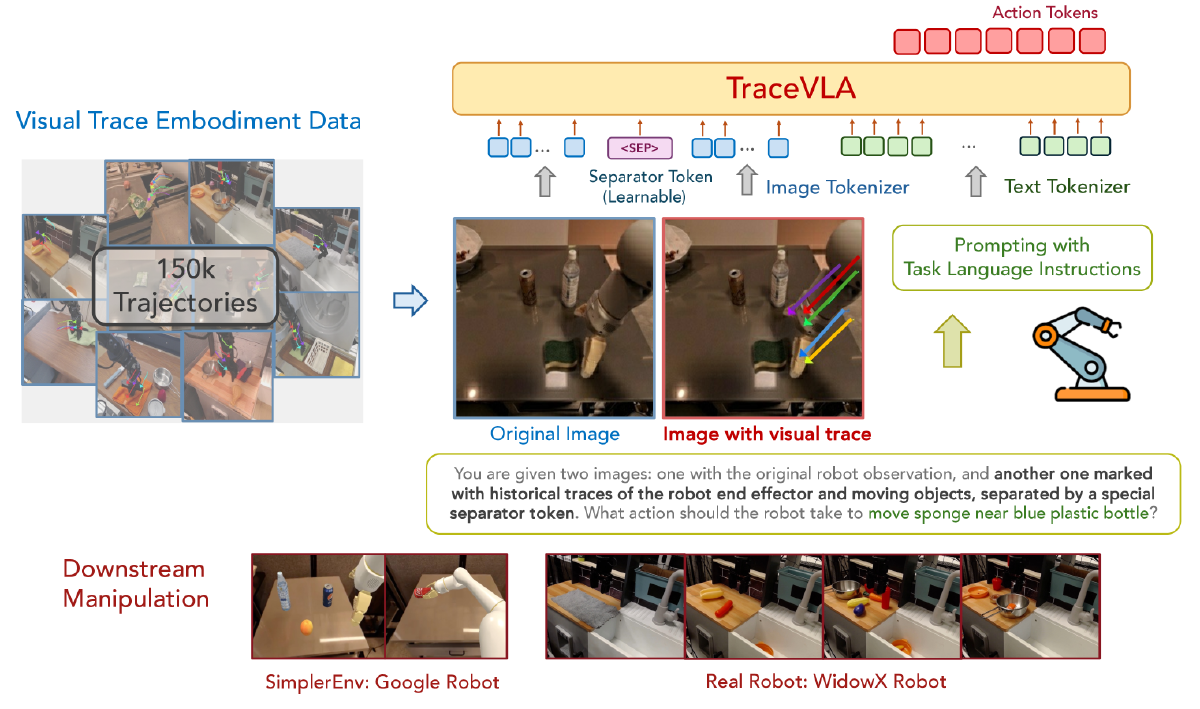 Action Tokens
TraceVLA
Visual Trace Embodiment Data
...
<SEP>
...
...
Separator Token
(Learnable)
Image Tokenizer
Text Tokenizer
150k
Trajectories
Prompting with
Task Language Instructions
Original Image
Image with visual trace
You are given two images: one with the original robot observation, and another one marked
with historical traces of the robot end effector and moving objects, separated by a special
separator token. What action should the robot take to move sponge near blue plastic bottle?
Downstream
Manipulation
SimplerEnv: Google Robot
Real Robot: WidowX Robot